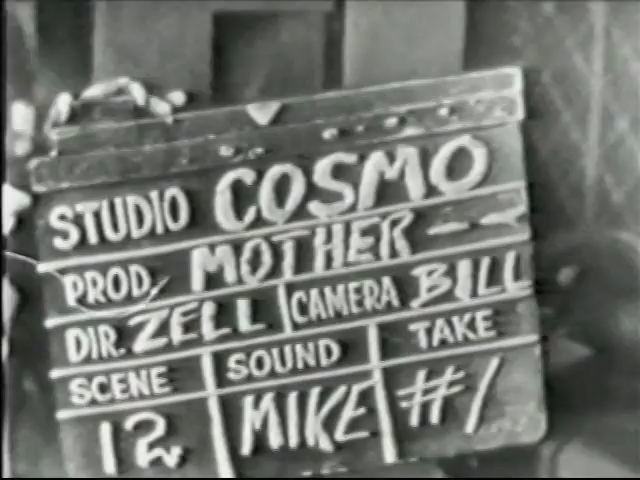 STUDIO COSMO
PROD. MOTHER --
DIR. ZELL CAMERA BILL
SCENE SOUND TAKE
12 MIKE #1